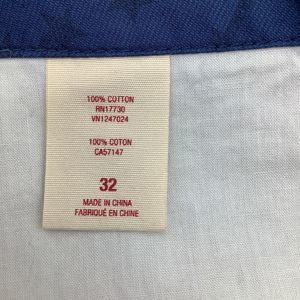 100% COTTON
RN17730
VN1247024
100% COTON
CA57147
32
MADE IN CHINA
FABRIQUÉ EN CHINE